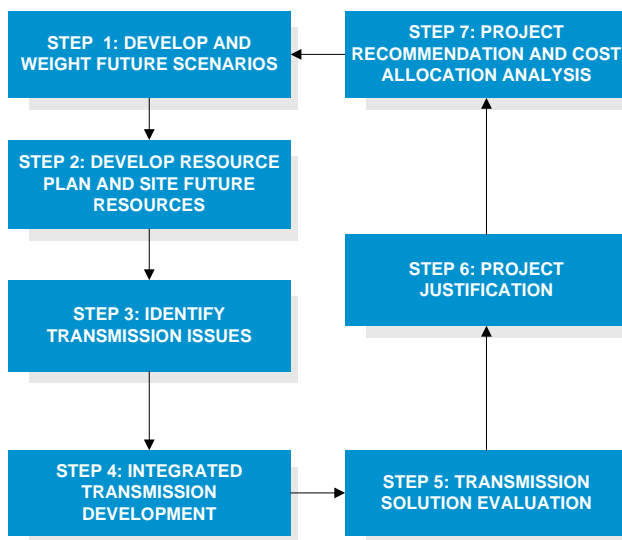 STEP 1: DEVELOP AND
WEIGHT FUTURE SCENARIOS
STEP 2: DEVELOP RESOURCE
PLAN AND SITE FUTURE
RESOURCES
STEP 3: IDENTIFY
TRANSMISSION ISSUES
STEP 4: INTEGRATED
TRANSMISSION
DEVELOPMENT
STEP 5: TRANSMISSION
SOLUTION EVALUATION
STEP 6: PROJECT
JUSTIFICATION
STEP 7: PROJECT
RECOMMENDATION AND COST
ALLOCATION ANALYSIS